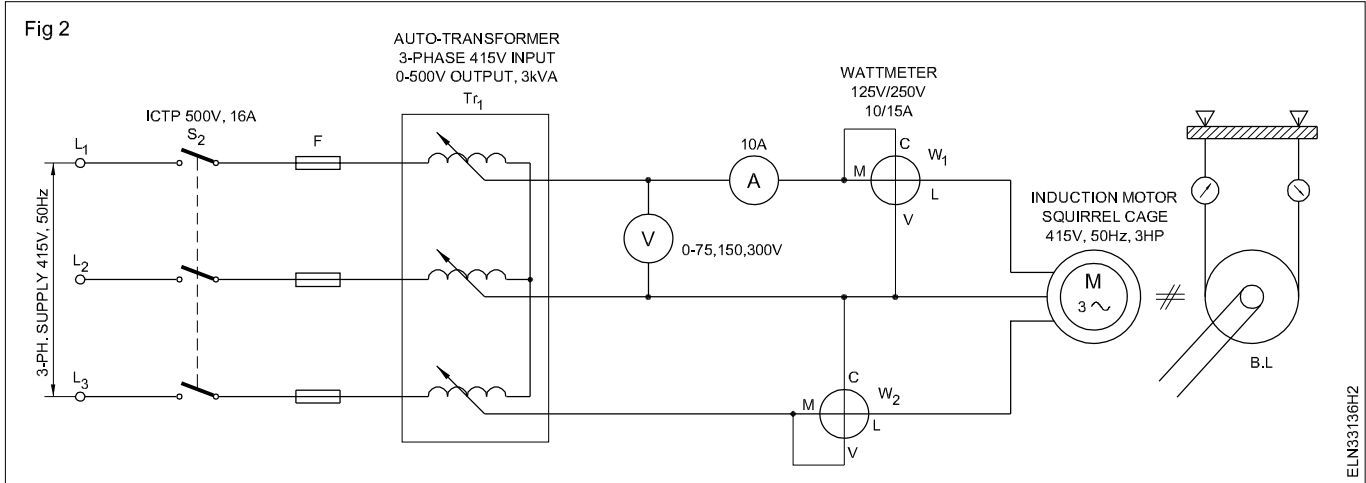 Fig 2
AUTO-TRANSFORMER
3-PHASE 415V INPUT
0-500V OUTPUT, 3kVA
Tr1
WATTMETER
125V/250V
10/15A
ICTP 500V, 16A
S2
F
L1
10A
A
M
C
W1
L
V
3-PH. SUPPLY 415V, 50Hz
V
0-75,150,300V
INDUCTION MOTOR
SQUIRREL CAGE
415V, 50Hz, 3HP
L2
M
3~
B.L
L3
C
M
W2
L
V
ELN33136H2